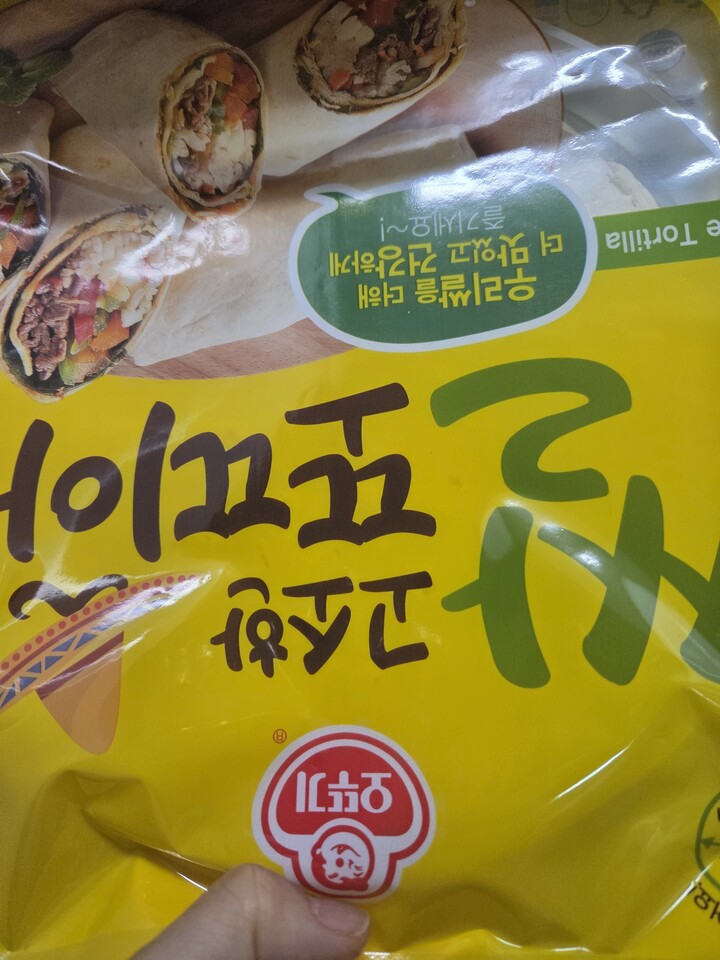 오뚜기
고소한
쌀
또띠아
e Tortilla
우리쌀을 더해
더 맛있고 건강하게
즐기세요~!